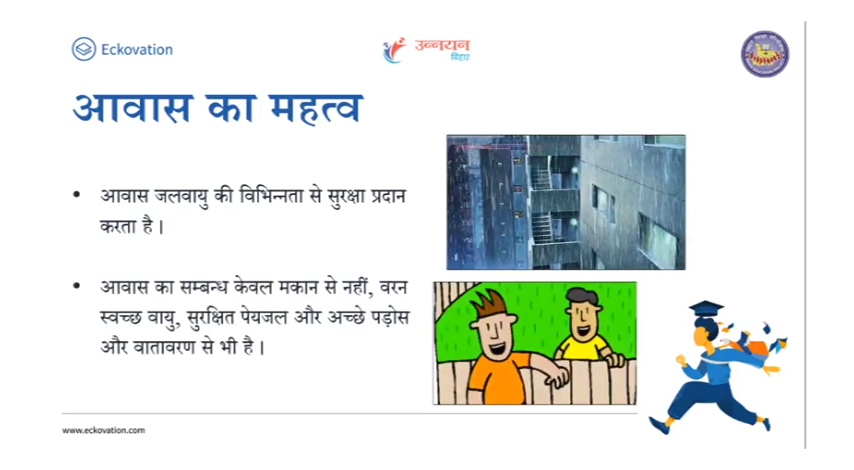 Eckovation
उन्नयन
बिहार
आवास का महत्व
• आवास जलवायु की विभिन्नता से सुरक्षा प्रदान
करता है।
• आवास का सम्बन्ध केवल मकान से नहीं, वरन
स्वच्छ वायु, सुरक्षित पेयजल और अच्छे पड़ोस
और वातावरण से भी है।
www.eckovation.com